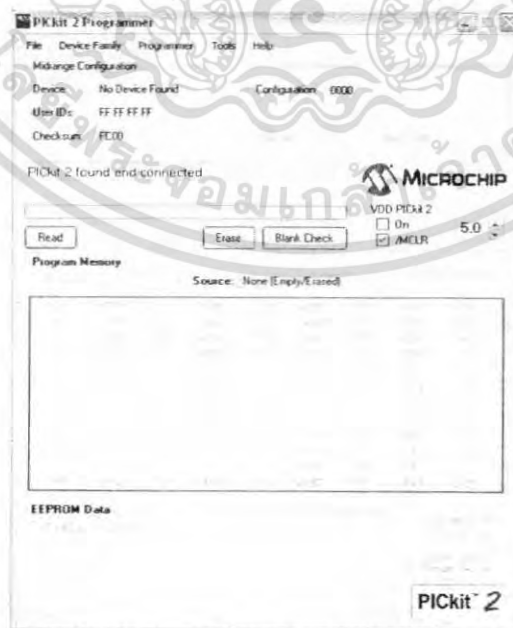 PICkit 2 Programmer
File Device Family Programmer Tools Help
Midrange Configuration
Device: No Device Found Configuration: 0000
User IDs: FF FF FF FF
Checksum: FC00
PICkit 2 found and connected
MICROCHIP
VDD PICkit 2
On
/MCLR
5.0
Read Erase Blank Check
Program Memory
Source: None (Empty/Erased)
EEPROM Data
PICkit™ 2